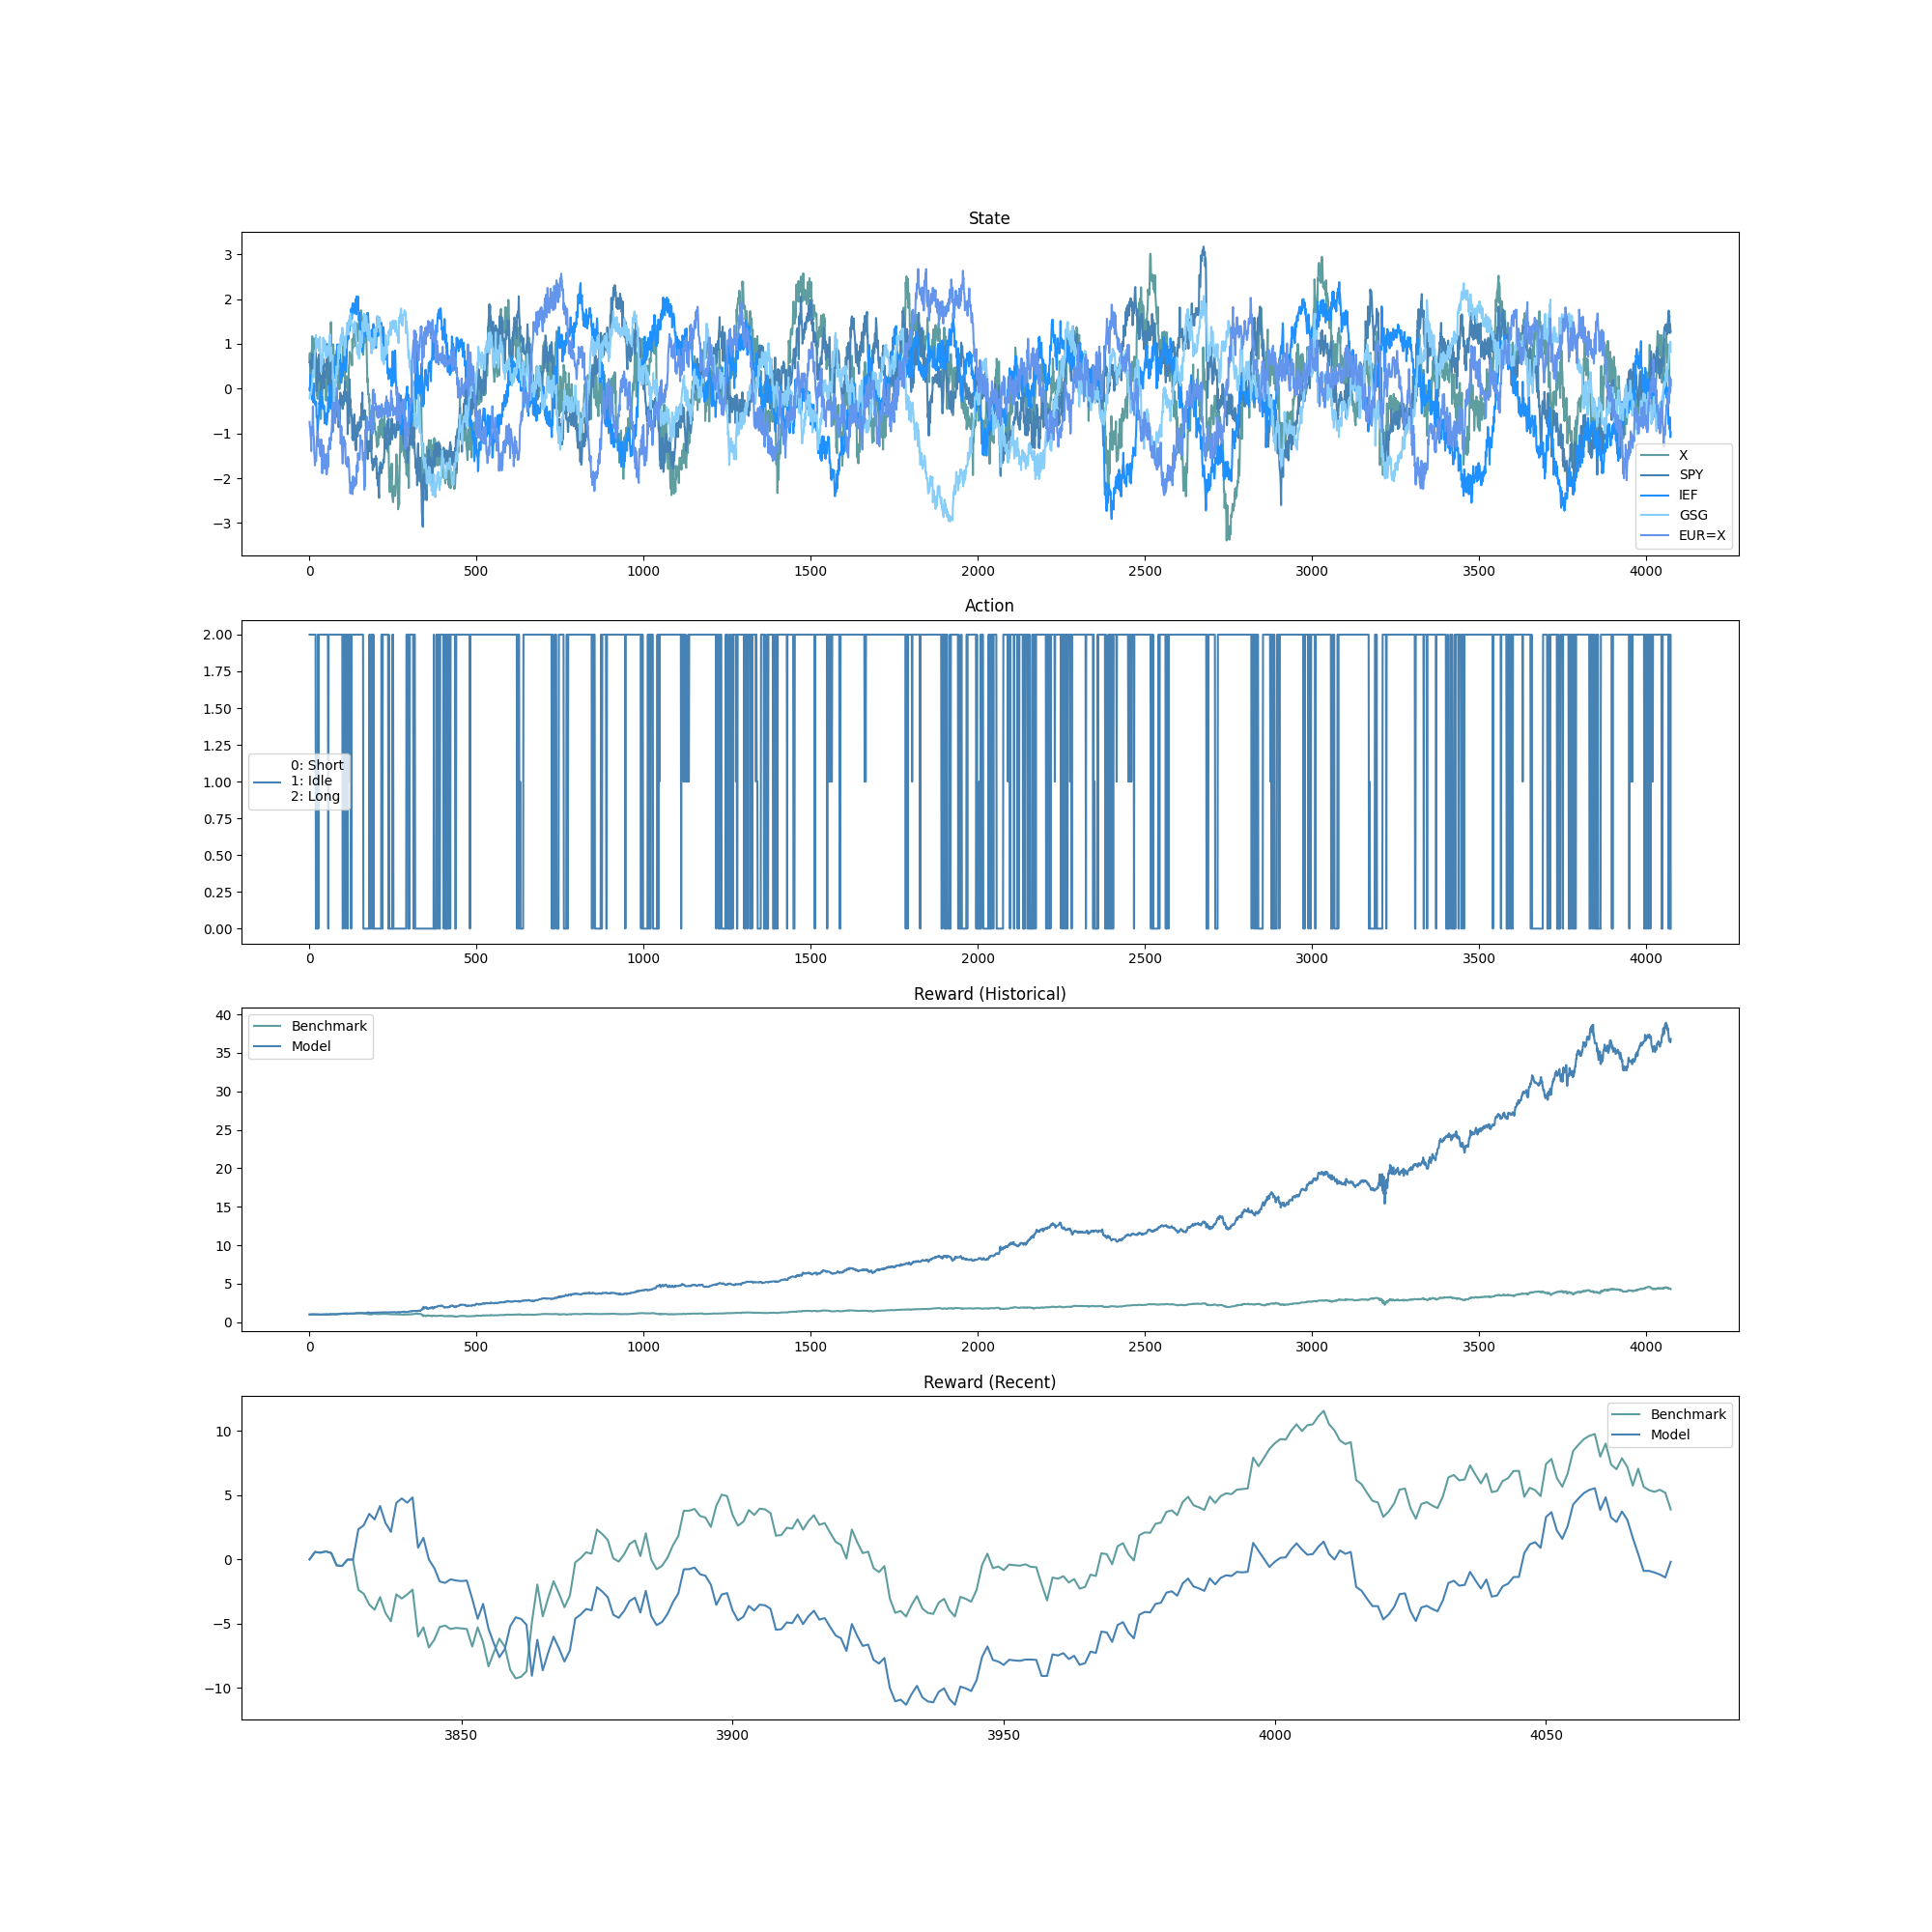 State
3
2
1
0
−1
−2
−3
X
SPY
IEF
GSG
EUR=X
0 500 1000 1500 2000 2500 3000 3500 4000
Action
2.00
1.75
1.50
1.25
1.00
0.75
0.50
0.25
0.00
0: Short
1: Idle
2: Long
0 500 1000 1500 2000 2500 3000 3500 4000
Reward (Historical)
40
35
30
25
20
15
10
5
0
Benchmark
Model
0 500 1000 1500 2000 2500 3000 3500 4000
Reward (Recent)
10
5
0
−5
−10
Benchmark
Model
3850 3900 3950 4000 4050